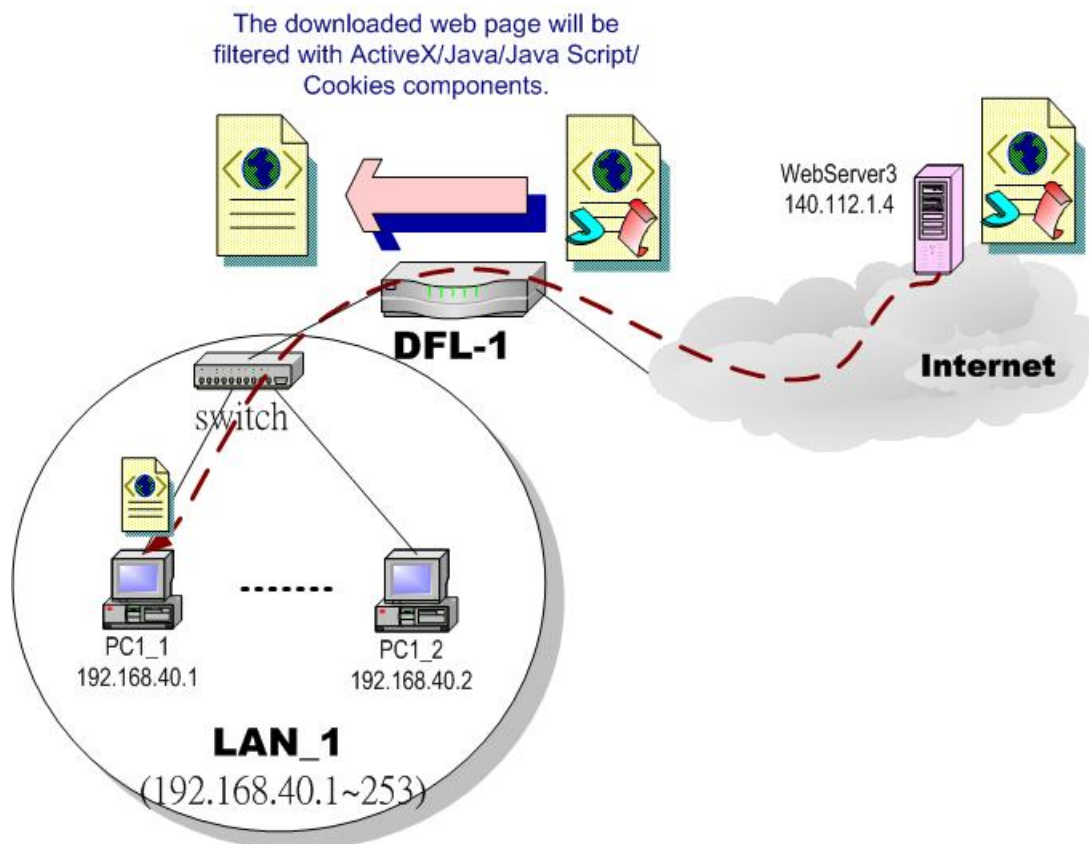 The downloaded web page will be
filtered with ActiveX/Java/Java Script/
Cookies components.
WebServer3
140.112.1.4
DFL-1
Internet
switch
PC1_1
192.168.40.1
PC1_2
192.168.40.2
LAN_1
(192.168.40.1~253)